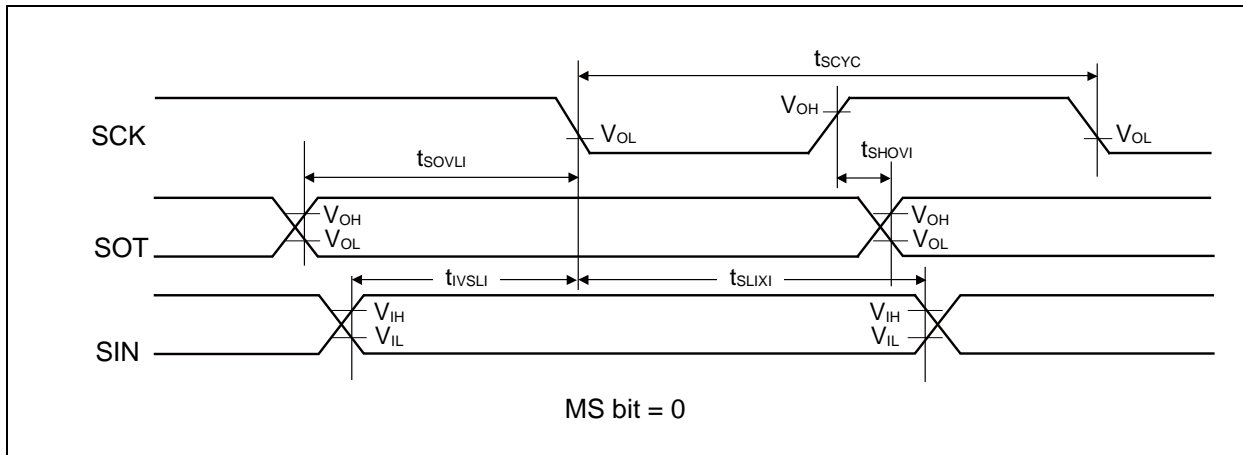 tSCYC
SCK
VOH
VOL
VOL
tSOVLI
tSHOVI
SOT
VOH
VOL
VOH
VOL
tIVSLI
tSLIXI
SIN
VIH
VIL
VIH
VIL
MS bit = 0